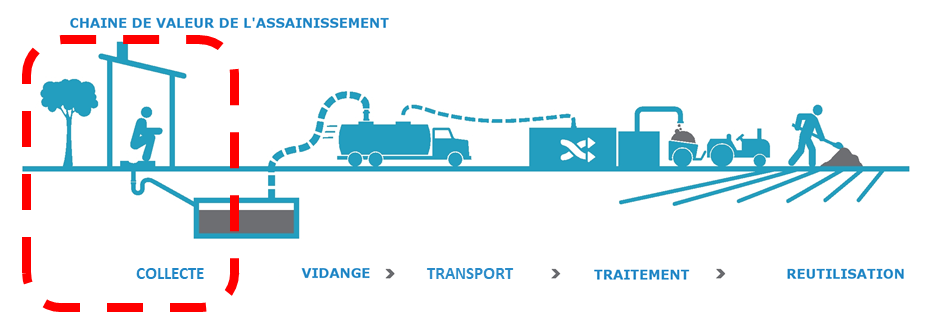 CHAINE DE VALEUR DE L'ASSAINISSEMENT
COLLECTE VIDANGE > TRANSPORT > TRAITEMENT > REUTILISATION